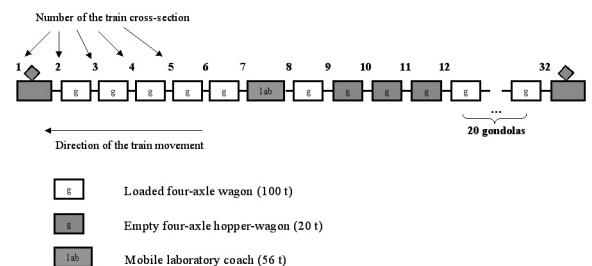 Number of the train cross-section
1 2 3 4 5 6 7 8 9 10 11 12 32
g g g g g lab g g g g g g
...
20 gondolas
Direction of the train movement
g Loaded four-axle wagon (100 t)
g Empty four-axle hopper-wagon (20 t)
lab Mobile laboratory coach (56 t)